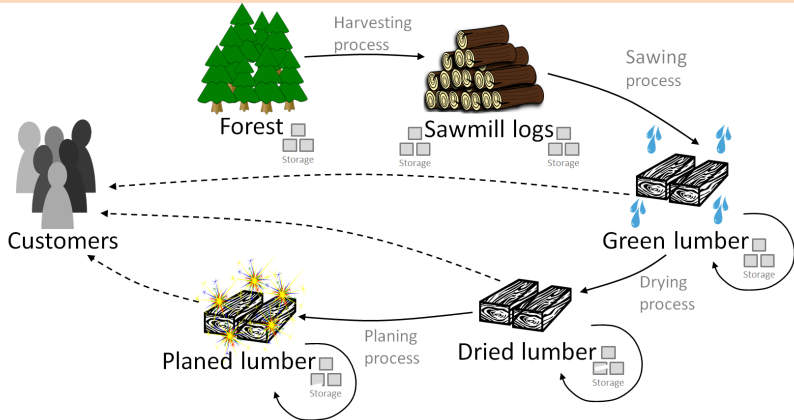 Harvesting
process
Sawing
process
Forest
Storage
Sawmill logs
Storage
Storage
Customers
Green lumber
Storage
Drying
process
Planing
process
Dried lumber
Storage
Planed lumber
Storage